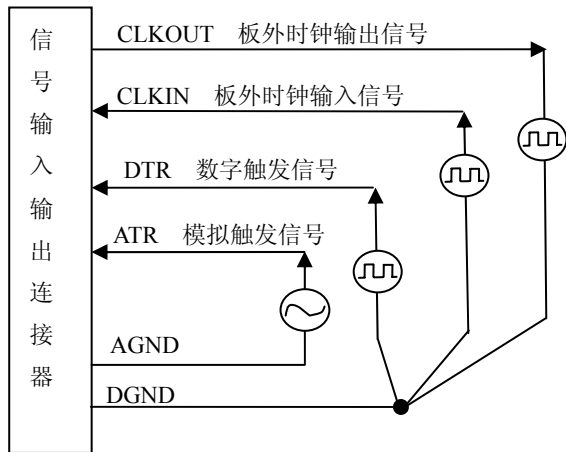 信号输入输出连接器
CLKOUT 板外时钟输出信号
CLKIN 板外时钟输入信号
DTR 数字触发信号
ATR 模拟触发信号
AGND
DGND